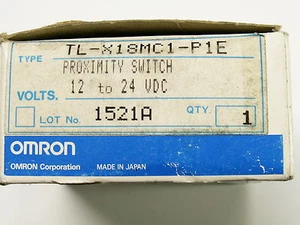 TL-X18MC1-P1E
TYPE PROXIMITY SWITCH
VOLTS. 12 to 24 VDC
LOT No. 1521A QTY 1
OMRON
OMRON Corporation MADE IN JAPAN